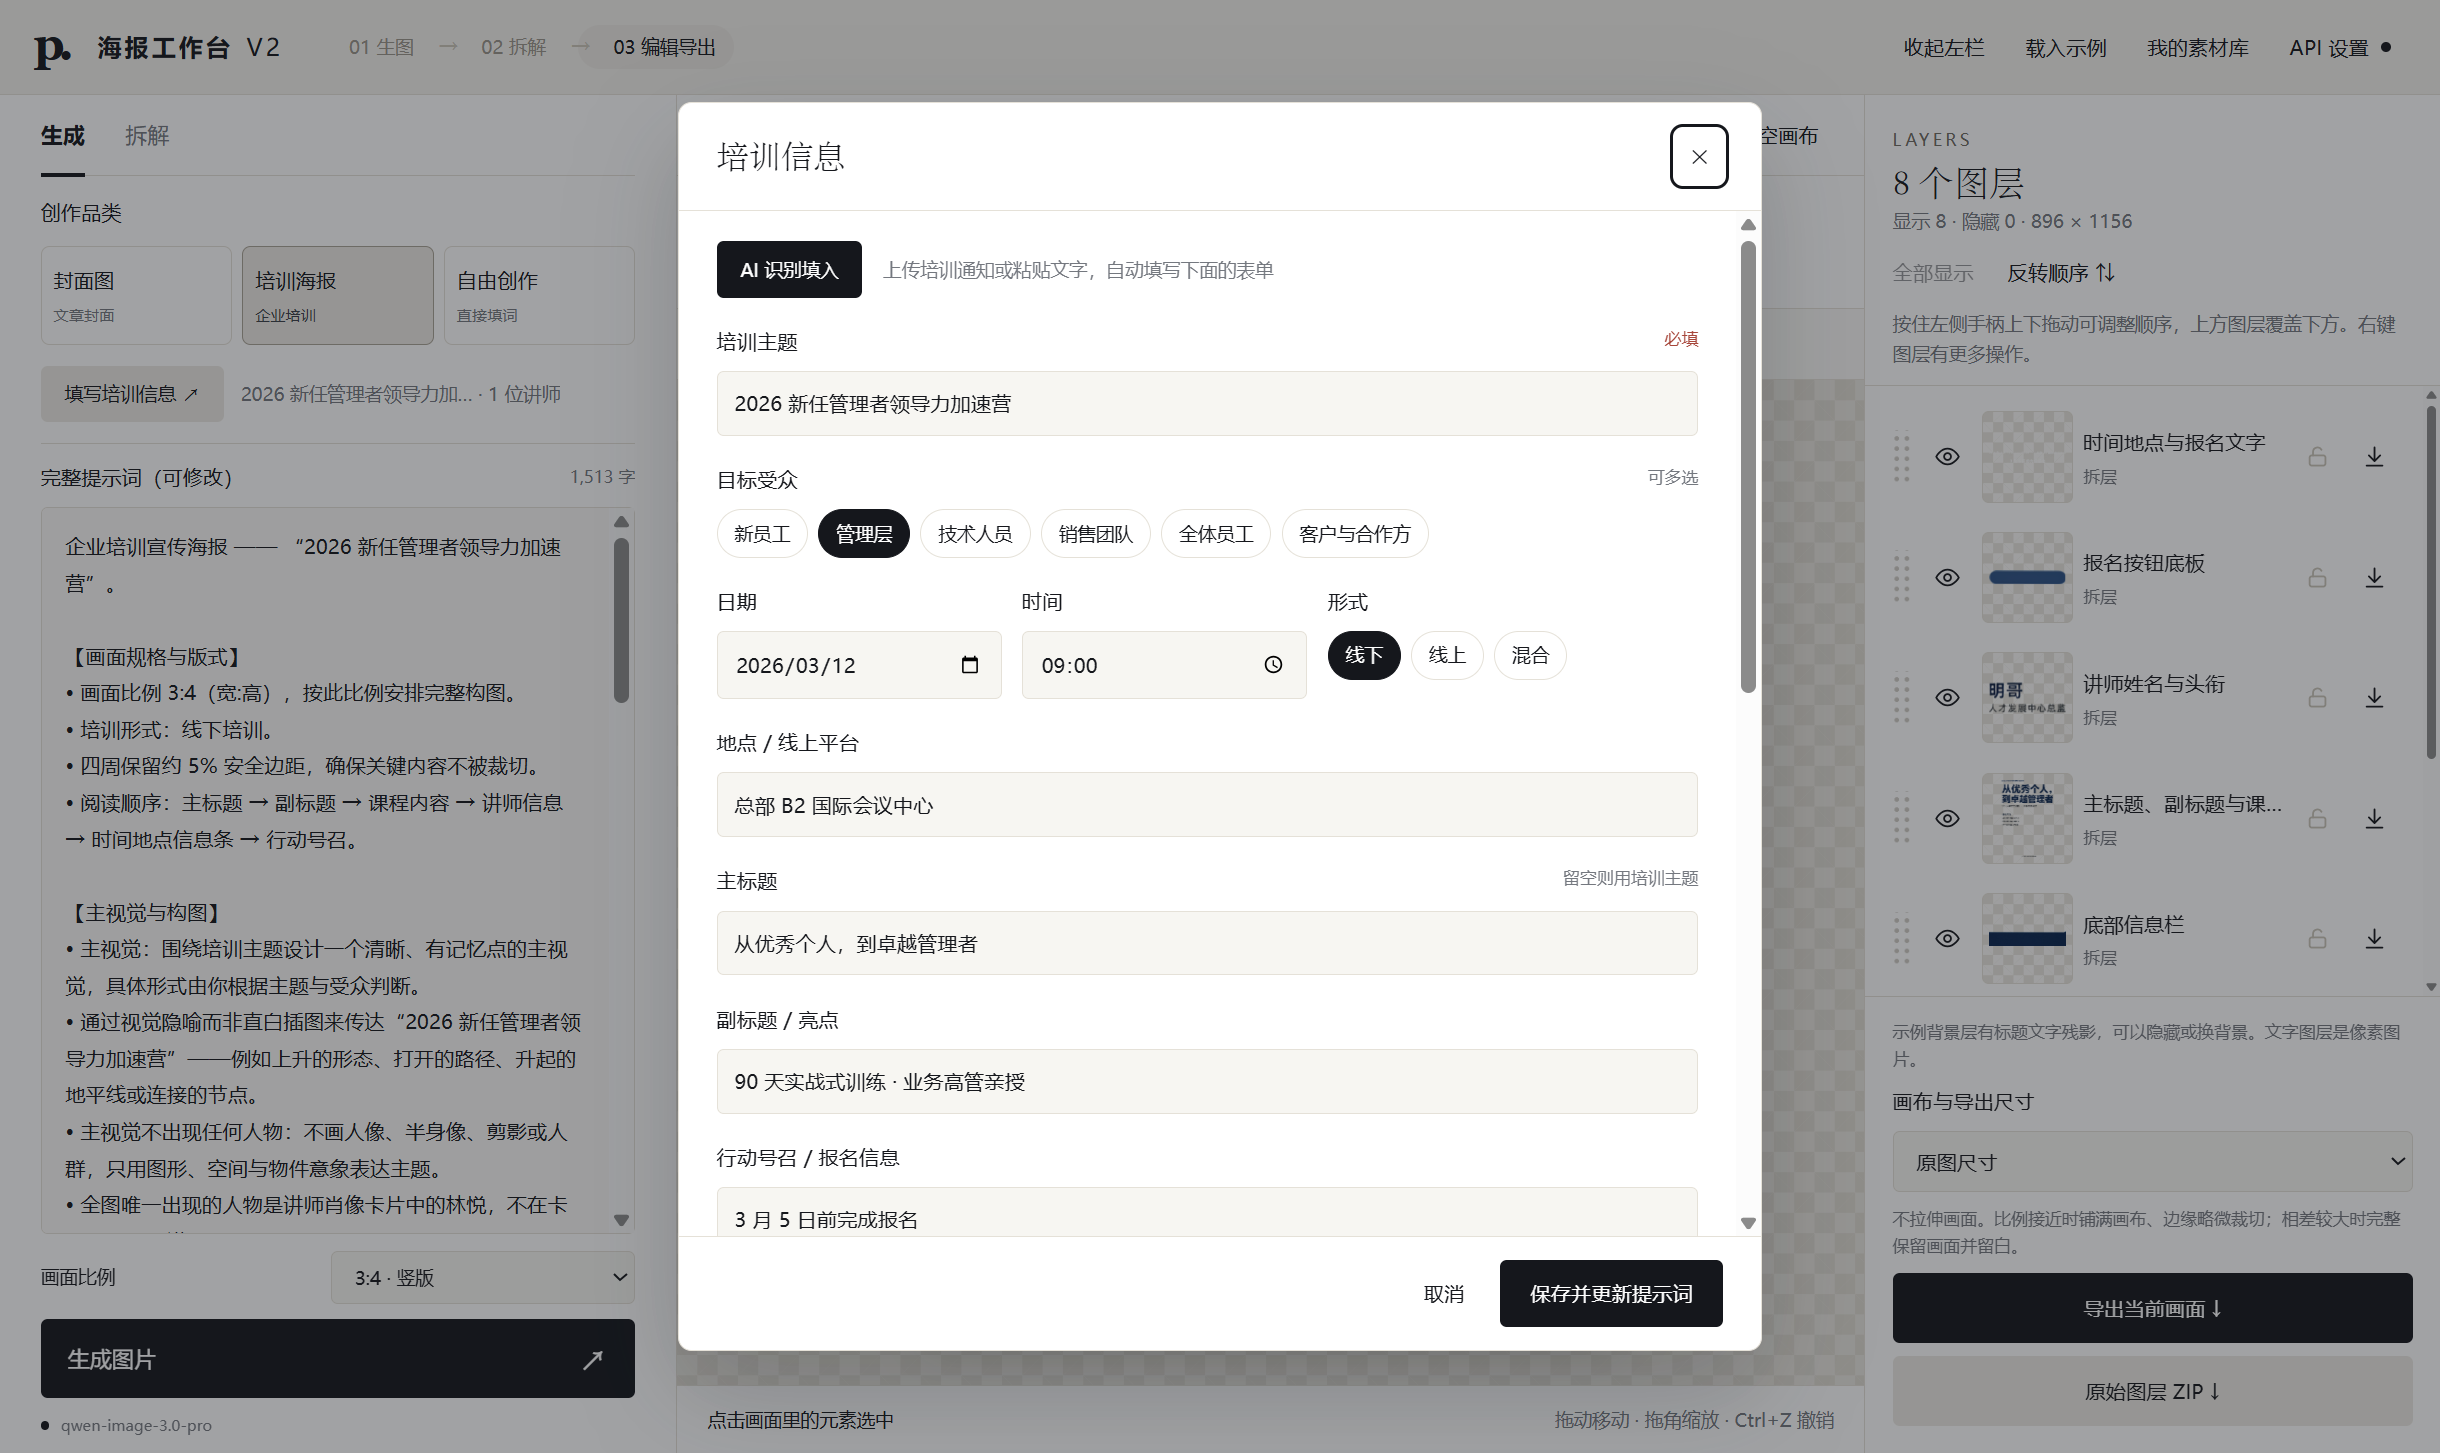 p. 海报工作台 V2
01 生图 → 02 拆解 → 03 编辑导出
收起左栏 载入示例 我的素材库 API 设置
生成 拆解
创作品类
封面图
文章封面
培训海报
企业培训
自由创作
直接填词
填写培训信息 ↗ 2026 新任管理者领导力加... · 1 位讲师
完整提示词（可修改） 1,513 字
企业培训宣传海报 —— “2026 新任管理者领导力加速
营” 。
【画面规格与版式】
• 画面比例 3:4（宽:高），按此比例安排完整构图。
• 培训形式：线下培训。
• 四周保留约 5% 安全边距，确保关键内容不被裁切。
• 阅读顺序：主标题 → 副标题 → 课程内容 → 讲师信息
→ 时间地点信息条 → 行动号召。
【主视觉与构图】
• 主视觉：围绕培训主题设计一个清晰、有记忆点的主视
觉，具体形式由你根据主题与受众判断。
• 通过视觉隐喻而非直白插图来传达“2026 新任管理者领
导力加速营”——例如上升的形态、打开的路径、升起的
地平线或连接的节点。
• 主视觉不出现任何人物：不画人像、半身像、剪影或人
群，只用图形、空间与物件意象表达主题。
• 全图唯一出现的人物是讲师肖像卡片中的林悦，不在卡
画面比例 3:4 · 竖版
生成图片 ↗
qwen-image-3.0-pro
培训信息
AI 识别填入 上传培训通知或粘贴文字，自动填写下面的表单
培训主题 必填
2026 新任管理者领导力加速营
目标受众 可多选
新员工 管理层 技术人员 销售团队 全体员工 客户与合作方
日期 时间 形式
2026/03/12 09:00 线下 线上 混合
地点 / 线上平台
总部 B2 国际会议中心
主标题 留空则用培训主题
从优秀个人，到卓越管理者
副标题 / 亮点
90 天实战式训练 · 业务高管亲授
行动号召 / 报名信息
3 月 5 日前完成报名
取消 保存并更新提示词
空画布
点击画面里的元素选中 拖动移动 · 拖角缩放 · Ctrl+Z 撤销
LAYERS
8 个图层
显示 8 · 隐藏 0 · 896 × 1156
全部显示 反转顺序 ⇅
按住左侧手柄上下拖动可调整顺序，上方图层覆盖下方。右键
图层有更多操作。
时间地点与报名文字
拆层
报名按钮底板
拆层
明哥
人才发展中心总监
讲师姓名与头衔
拆层
从优秀个人，
到卓越管理者
主标题、副标题与课...
拆层
底部信息栏
拆层
示例背景层有标题文字残影，可以隐藏或换背景。文字图层是像素图
片。
画布与导出尺寸
原图尺寸
不拉伸画面。比例接近时铺满画布、边缘略微裁切；相差较大时完整
保留画面并留白。
导出当前画面 ↓
原始图层 ZIP ↓